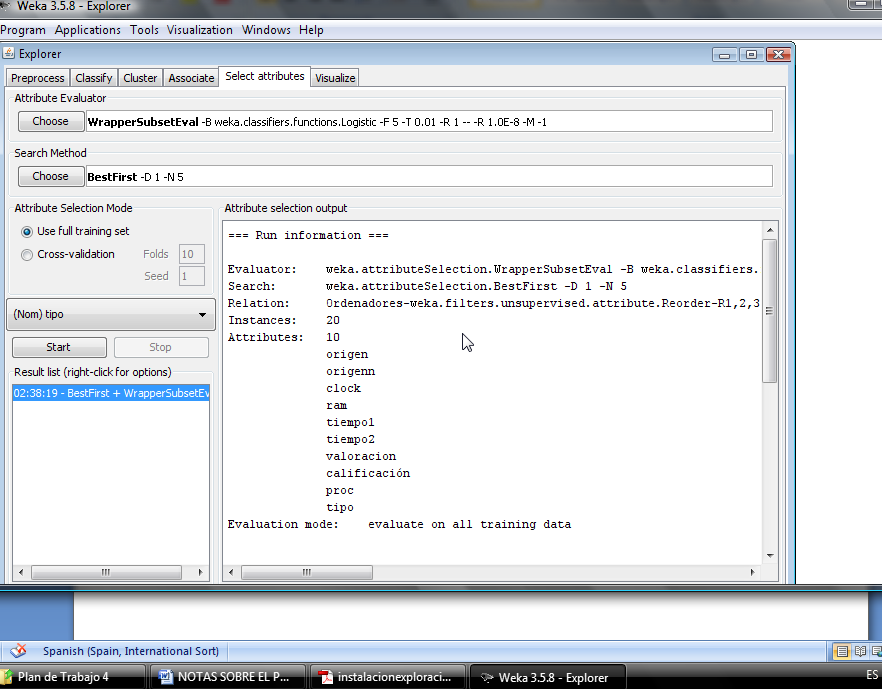 Weka 3.5.8 - Explorer
Program Applications Tools Visualization Windows Help
Explorer
Preprocess Classify Cluster Associate Select attributes Visualize
Attribute Evaluator
Choose WrapperSubsetEval -B weka.classifiers.functions.Logistic -F 5 -T 0.01 -R 1 -- -R 1.0E-8 -M -1
Search Method
Choose BestFirst -D 1 -N 5
Attribute Selection Mode
Use full training set
Cross-validation Folds 10
Seed 1
(Nom) tipo
Start Stop
Result list (right-click for options)
02:38:19 - BestFirst + WrapperSubsetEv
Attribute selection output
=== Run information ===
Evaluator: weka.attributeSelection.WrapperSubsetEval -B weka.classifiers.
Search: weka.attributeSelection.BestFirst -D 1 -N 5
Relation: Ordenadores-weka.filters.unsupervised.attribute.Reorder-R1,2,3
Instances: 20
Attributes: 10
origen
origenn
clock
ram
tiempo1
tiempo2
valoracion
calificación
proc
tipo
Evaluation mode: evaluate on all training data
Spanish (Spain, International Sort)
Plan de Trabajo 4 NOTAS SOBRE EL P... instalacionexploraci... Weka 3.5.8 - Explorer ES